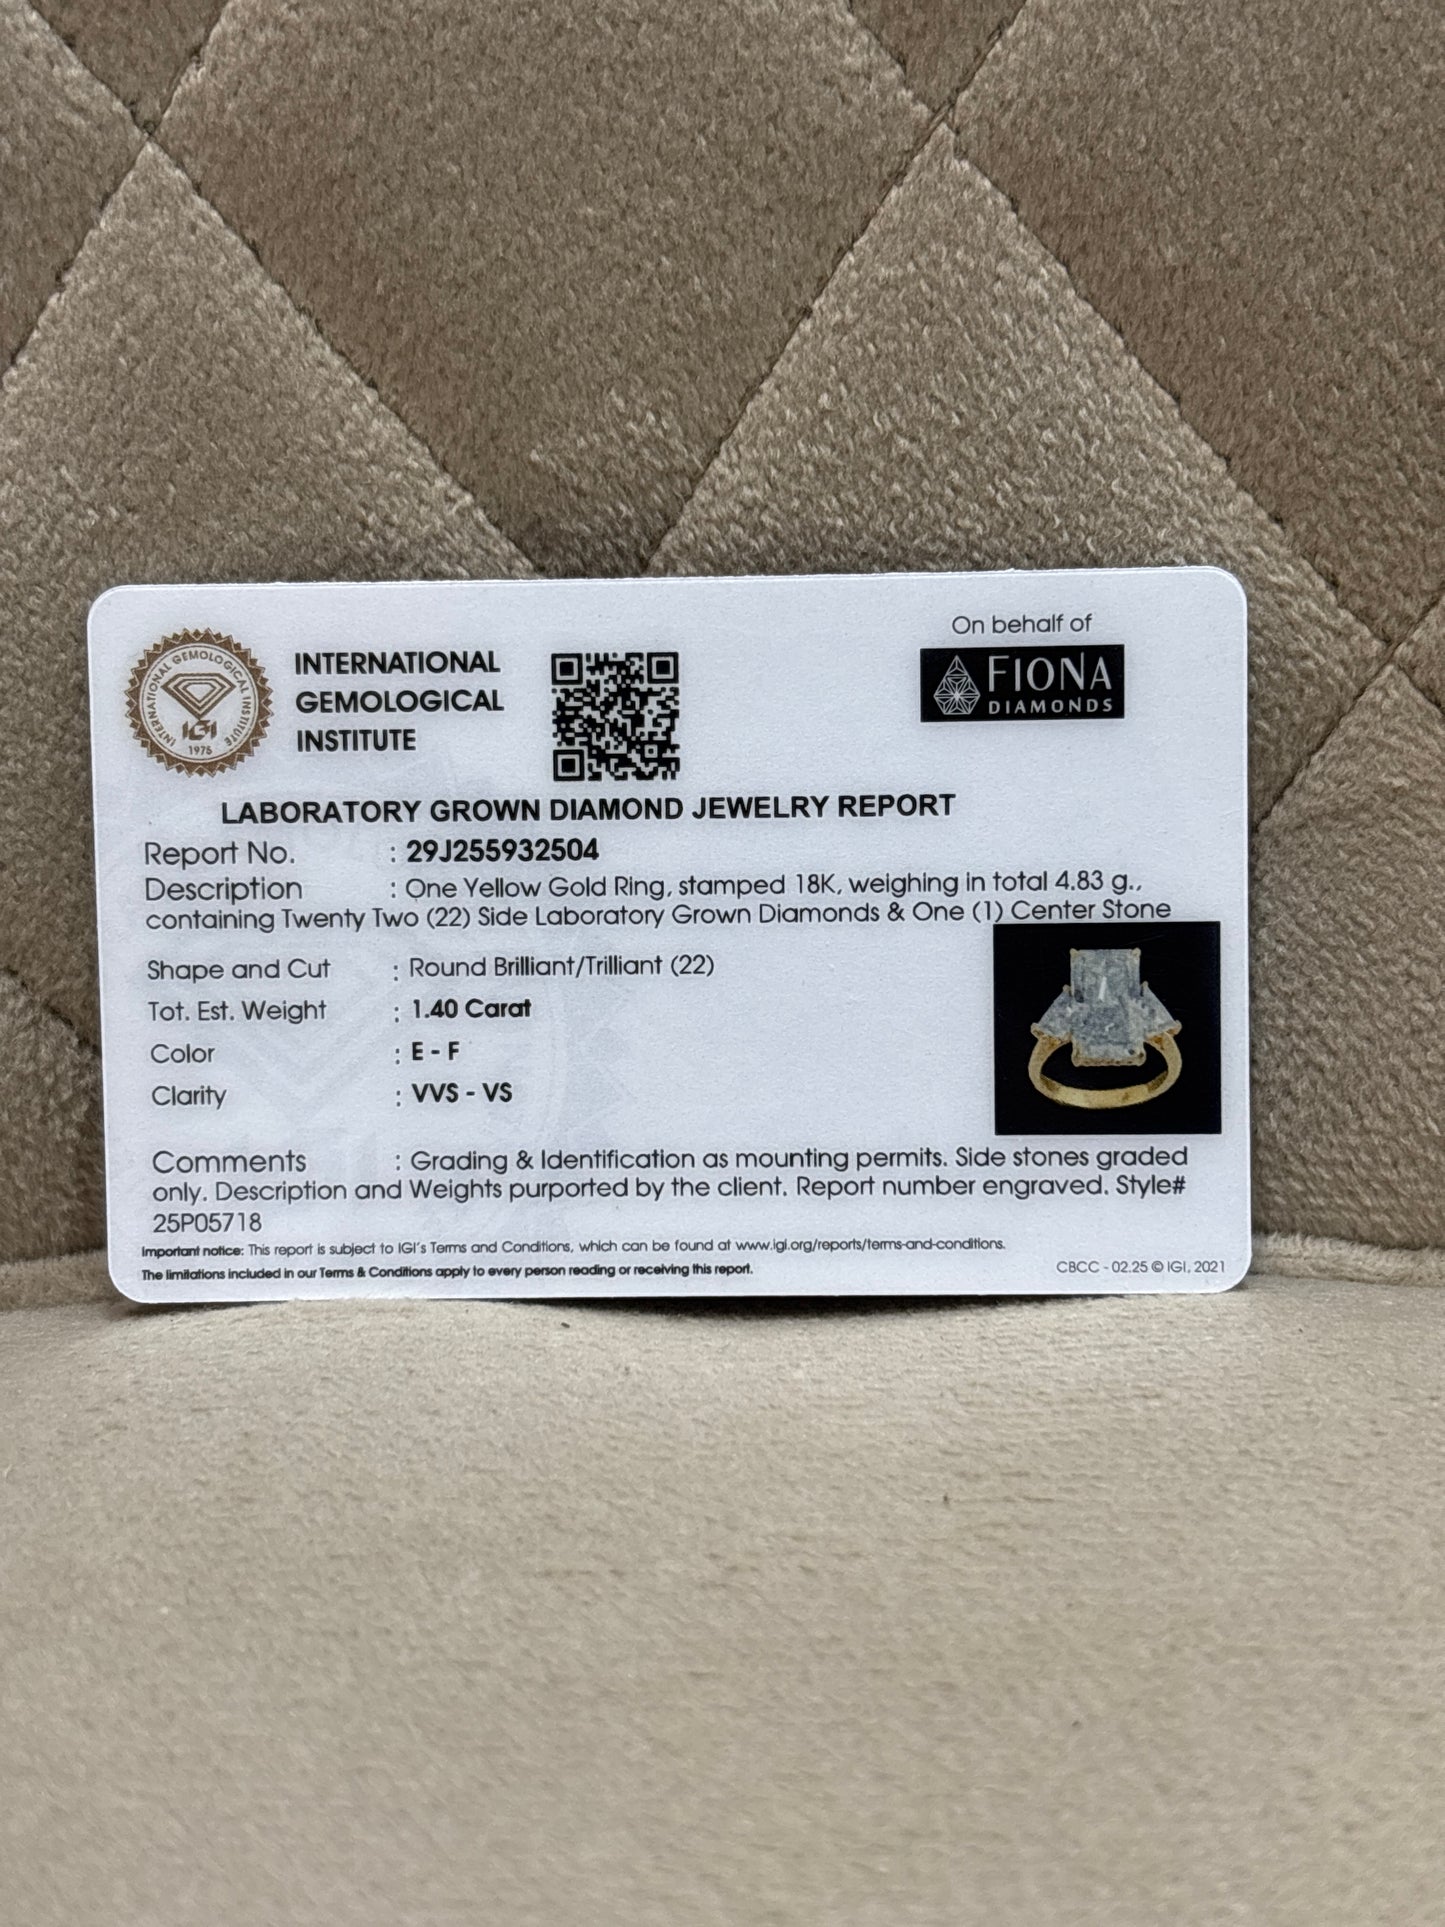 INTERNATIONAL GEMOLOGICAL INSTITUTE
IGI
1975
INTERNATIONAL
GEMOLOGICAL
INSTITUTE
On behalf of
FIONA
DIAMONDS
LABORATORY GROWN DIAMOND JEWELRY REPORT
Report No. : 29J255932504
Description : One Yellow Gold Ring, stamped 18K, weighing in total 4.83 g.,
containing Twenty Two (22) Side Laboratory Grown Diamonds & One (1) Center Stone
Shape and Cut : Round Brilliant/Trilliant (22)
Tot. Est. Weight : 1.40 Carat
Color : E - F
Clarity : VVS - VS
Comments : Grading & Identification as mounting permits. Side stones graded
only. Description and Weights purported by the client. Report number engraved. Style#
25P05718
Important notice: This report is subject to IGI's Terms and Conditions, which can be found at www.igi.org/reports/terms-and-conditions.
The limitations included in our Terms & Conditions apply to every person reading or receiving this report.
CBCC - 02.25 © IGI, 2021